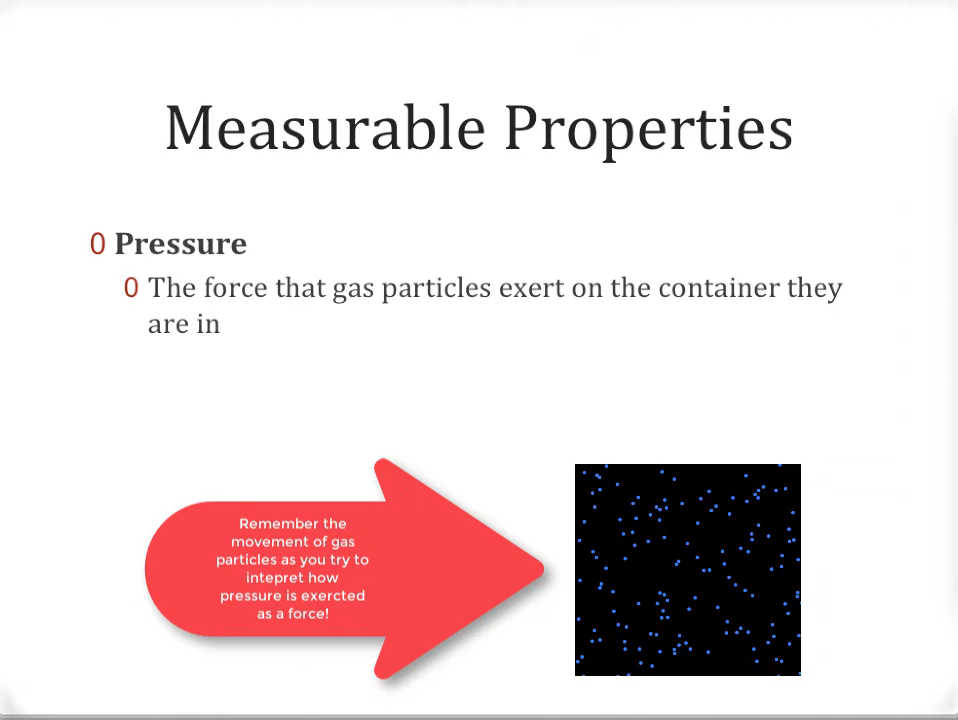 Measurable Properties
0 Pressure
0 The force that gas particles exert on the container they
are in
Remember the
movement of gas
particles as you try to
intepret how
pressure is exercted
as a force!